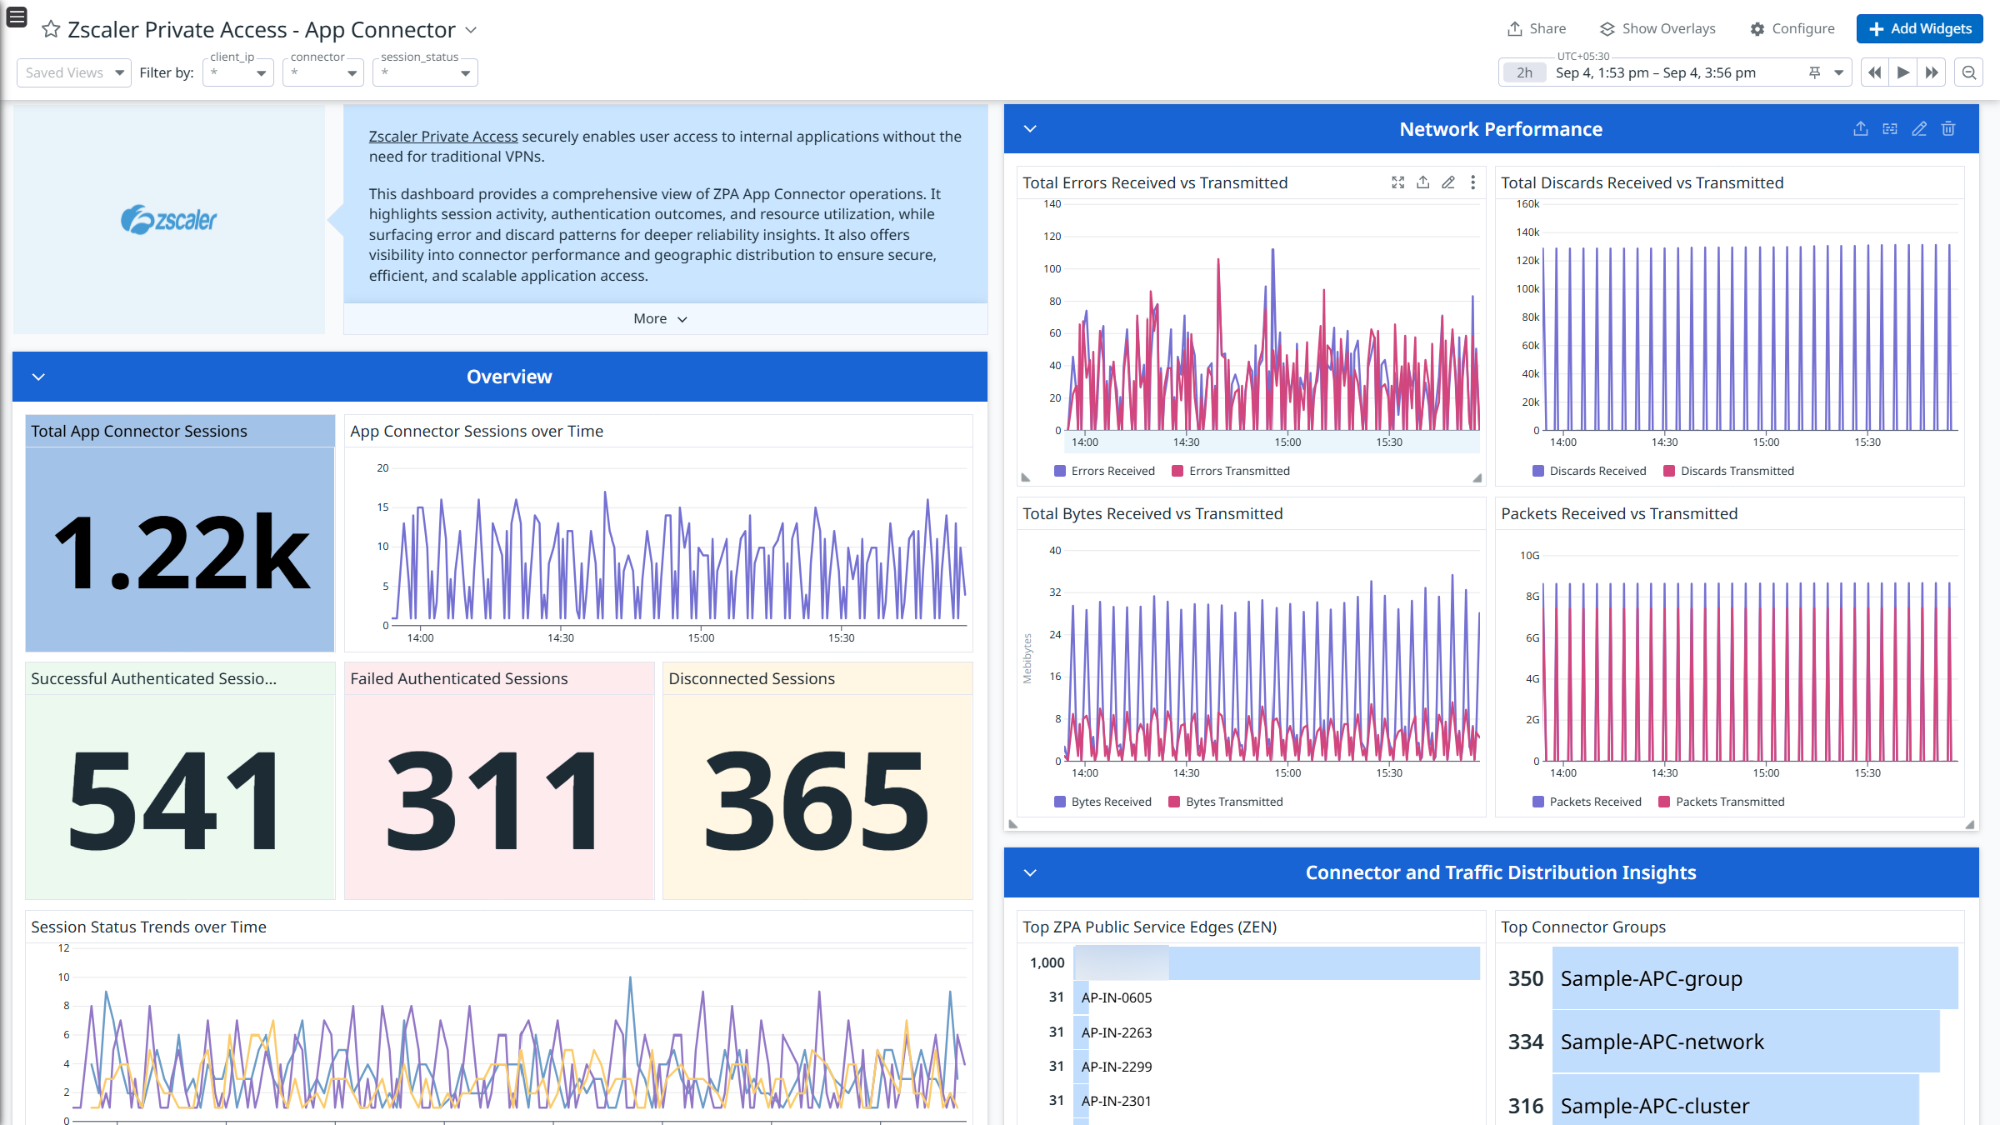 Zscaler Private Access - App Connector
Share
Show Overlays
Configure
Add Widgets
Saved Views
Filter by:
client_ip
*
connector
*
session_status
*
UTC+05:30
2h
Sep 4, 1:53 pm – Sep 4, 3:56 pm
zscaler
Zscaler Private Access securely enables user access to internal applications without the
need for traditional VPNs.
This dashboard provides a comprehensive view of ZPA App Connector operations. It
highlights session activity, authentication outcomes, and resource utilization, while
surfacing error and discard patterns for deeper reliability insights. It also offers
visibility into connector performance and geographic distribution to ensure secure,
efficient, and scalable application access.
More
Overview
Total App Connector Sessions
1.22k
App Connector Sessions over Time
20
15
10
5
0
14:00
14:30
15:00
15:30
Successful Authenticated Sessio...
541
Failed Authenticated Sessions
311
Disconnected Sessions
365
Session Status Trends over Time
12
10
8
6
4
2
0
Network Performance
Total Errors Received vs Transmitted
140
120
100
80
60
40
20
0
14:00
14:30
15:00
15:30
Errors Received
Errors Transmitted
Total Discards Received vs Transmitted
160k
140k
120k
100k
80k
60k
40k
20k
0
14:00
14:30
15:00
15:30
Discards Received
Discards Transmitted
Total Bytes Received vs Transmitted
Mebibytes
40
32
24
16
8
0
14:00
14:30
15:00
15:30
Bytes Received
Bytes Transmitted
Packets Received vs Transmitted
10G
8G
6G
4G
2G
0
14:00
14:30
15:00
15:30
Packets Received
Packets Transmitted
Connector and Traffic Distribution Insights
Top ZPA Public Service Edges (ZEN)
1,000
31 AP-IN-0605
31 AP-IN-2263
31 AP-IN-2299
31 AP-IN-2301
Top Connector Groups
350 Sample-APC-group
334 Sample-APC-network
316 Sample-APC-cluster